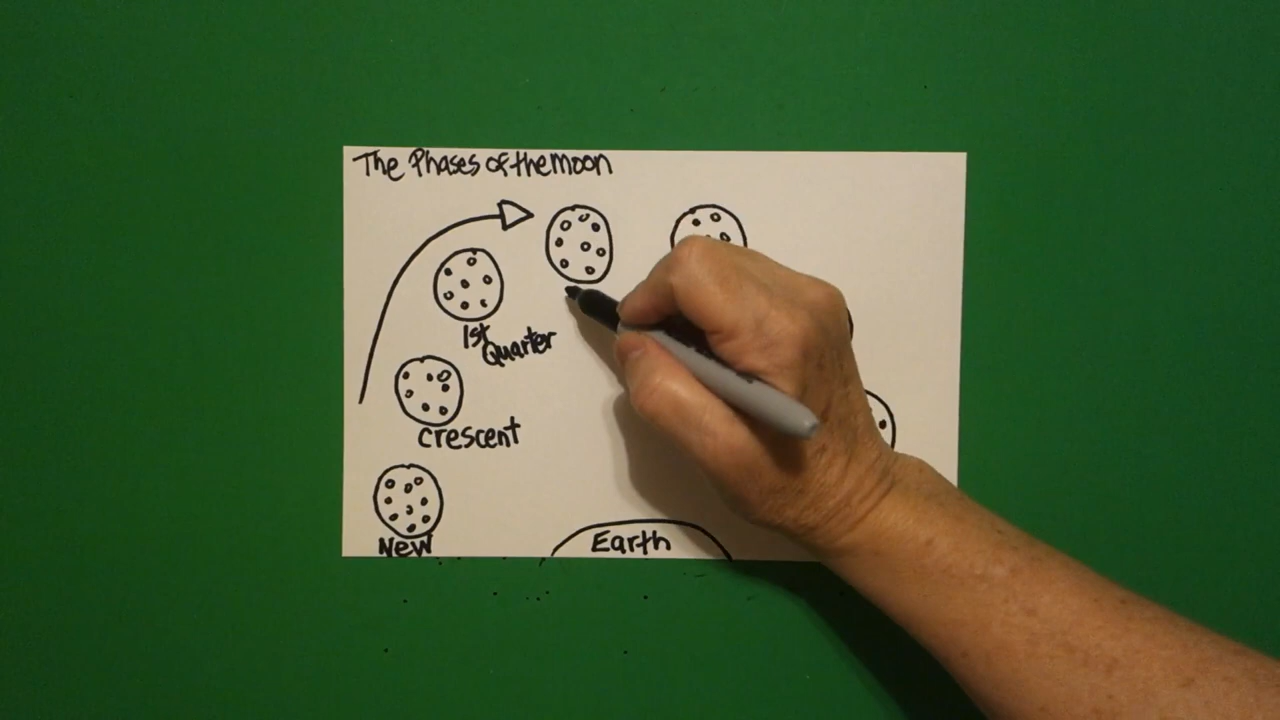 The Phases of the Moon
1st
Quarter
crescent
New
Earth